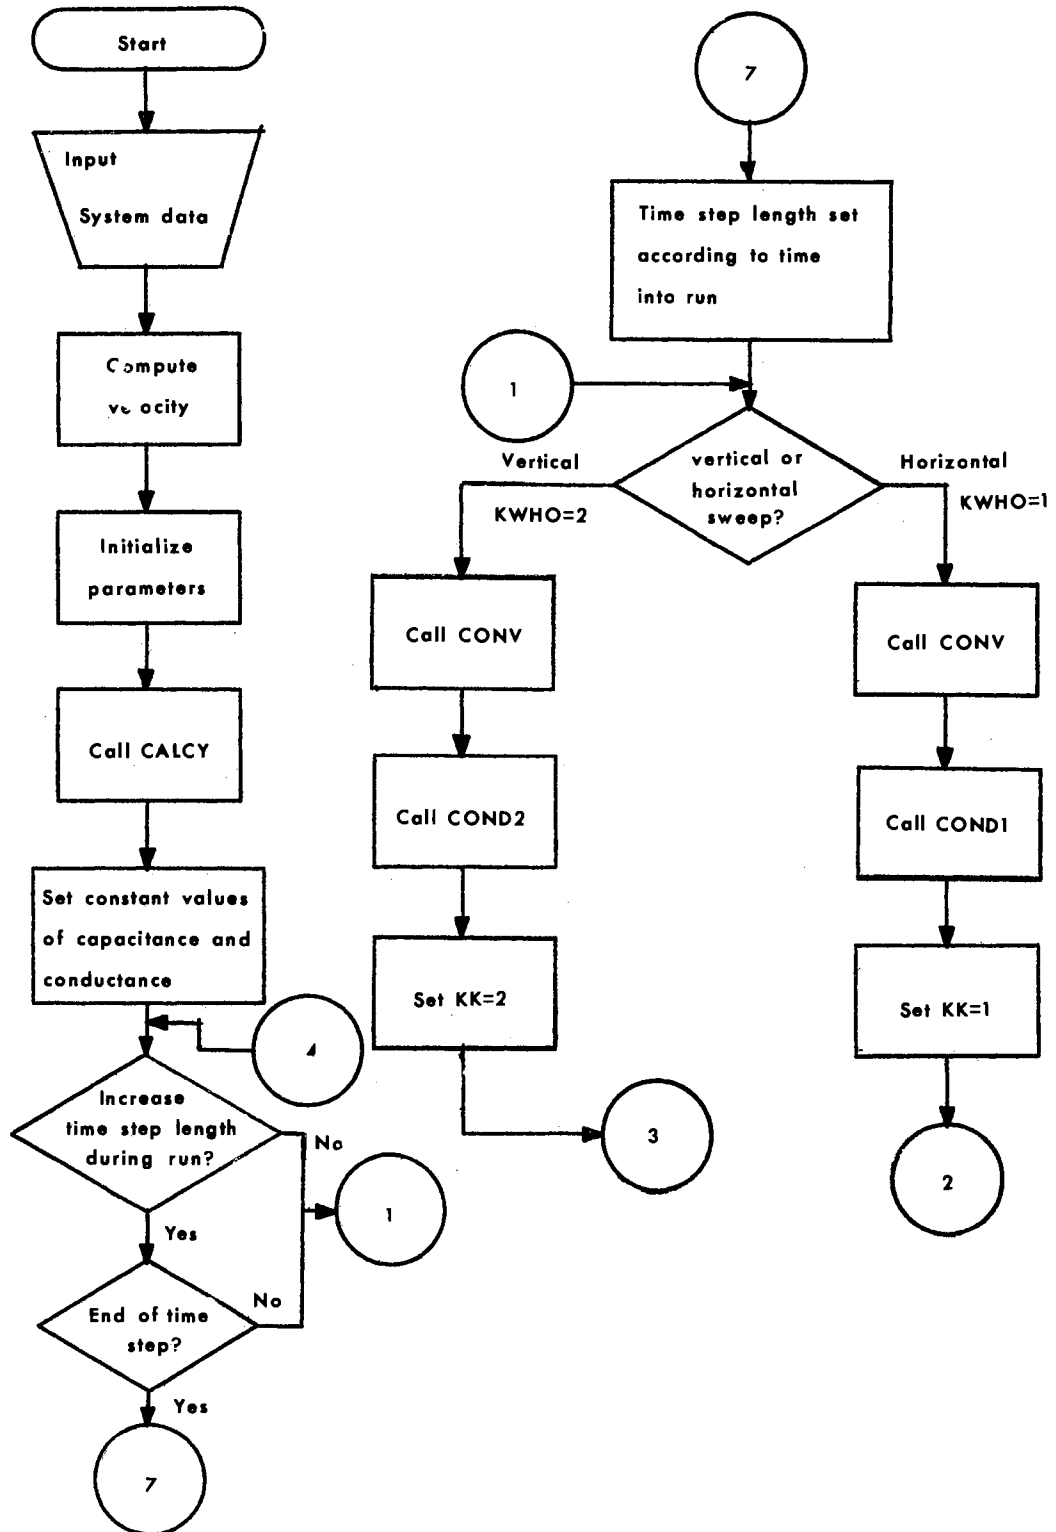 Start
Input
System data
Compute
velocity
Initialize
parameters
Call CALCY
Set constant values
of capacitance and
conductance
4
Increase
time step length
during run?
No
1
Yes
End of time
step?
No
Yes
7
7
Time step length set
according to time
into run
1
vertical or
horizontal
sweep?
Vertical
KWHO=2
Horizontal
KWHO=1
Call CONV
Call COND2
Set KK=2
3
Call CONV
Call COND1
Set KK=1
2